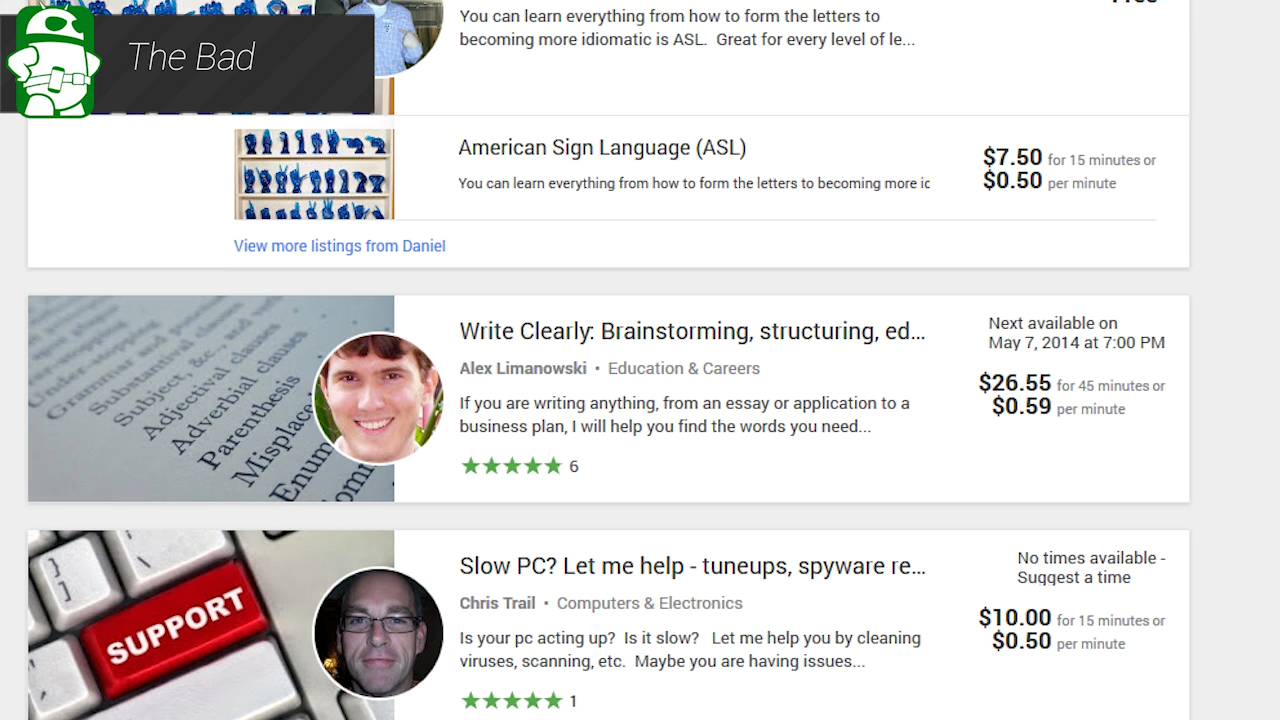 The Bad
You can learn everything from how to form the letters to
becoming more idiomatic is ASL. Great for every level of le...
American Sign Language (ASL)
You can learn everything from how to form the letters to becoming more
$7.50 for 15 minutes or
$0.50 per minute
View more listings from Daniel
Grammar and
Substantival clauses
Subject, &c., and
Adjectival clauses
Adverbial clauses
Parenthesis
Write Clearly: Brainstorming, structuring, ed...
Alex Limanowski • Education & Careers
If you are writing anything, from an essay or application to a
business plan, I will help you find the words you need...
6
Next available on
May 7, 2014 at 7:00 PM
$26.55 for 45 minutes or
$0.59 per minute
SUPPORT
Slow PC? Let me help - tuneups, spyware re...
Chris Trail • Computers & Electronics
Is your pc acting up? Is it slow? Let me help you by cleaning
viruses, scanning, etc. Maybe you are having issues...
1
No times available -
Suggest a time
$10.00 for 15 minutes or
$0.50 per minute